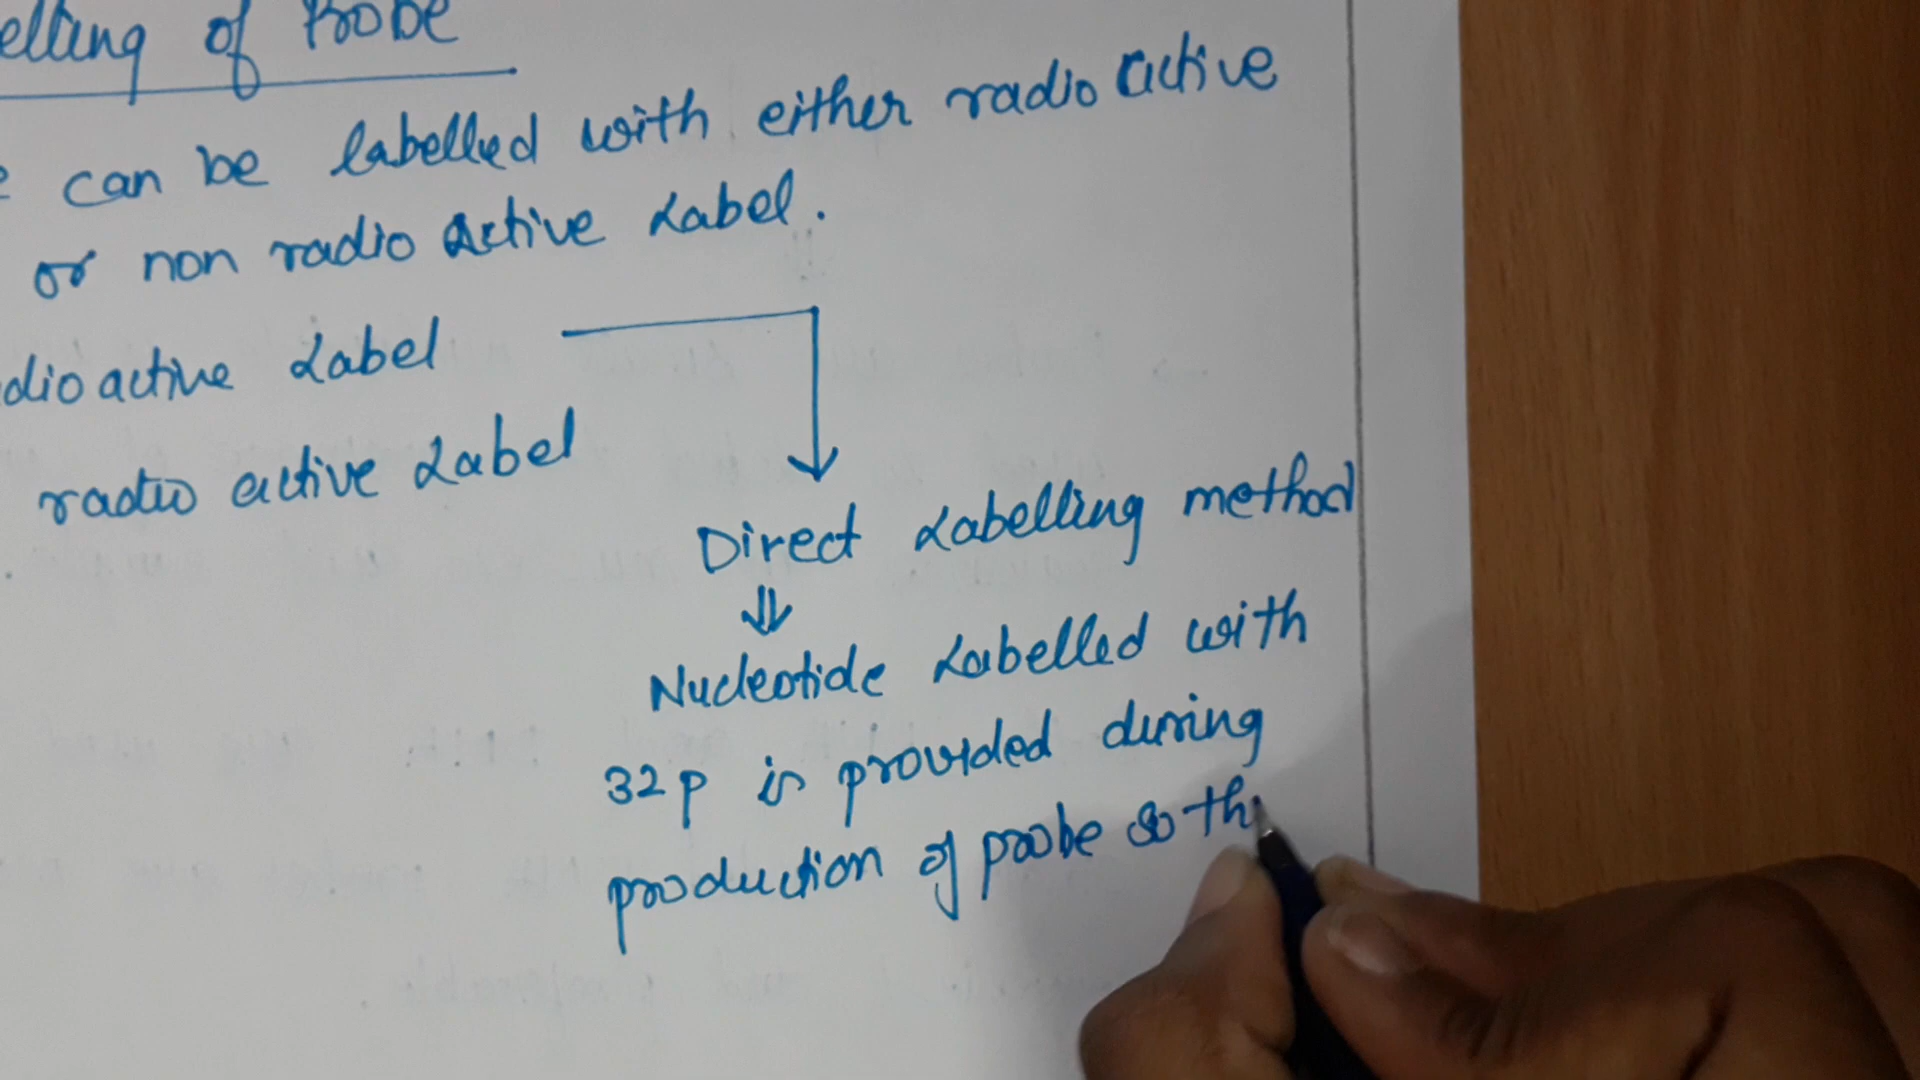 elling of Probe
e can be labelled with either radio active
or non radio active Label.
dio active Label
radio active Label
Direct Labelling method
Nucleotide Labelled with
32p is provided during
production of probe so th